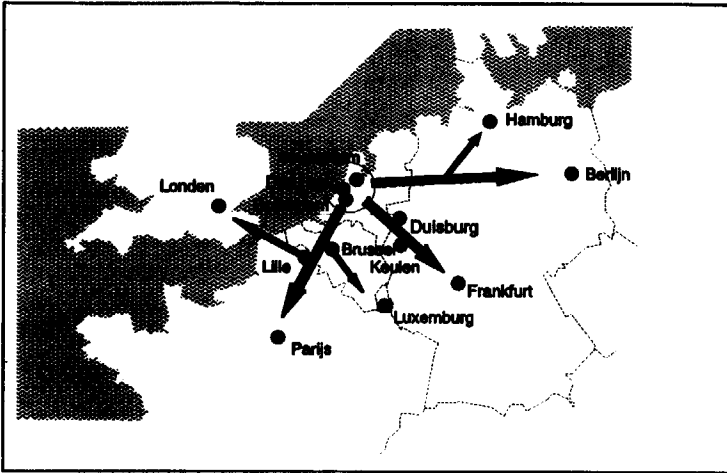 Hamburg
Berlijn
Londen
Duisburg
Brussel
Keulen
Lille
Frankfurt
Luxemburg
Parijs